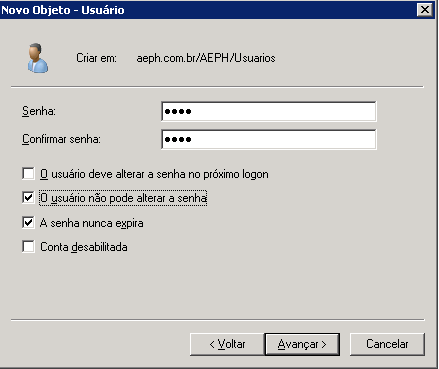 Novo Objeto - Usuário
Criar em: aeph.com.br/AEPH/Usuarios
Senha: ●●●●
Confirmar senha: ●●●●
O usuário deve alterar a senha no próximo logon
O usuário não pode alterar a senha
A senha nunca expira
Conta desabilitada
< Voltar Avançar > Cancelar